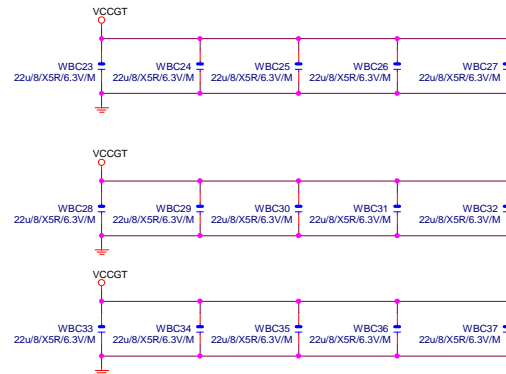 VCCGT
WBC23 WBC24 WBC25 WBC26 WBC27
22u/8/X5R/6.3V/M 22u/8/X5R/6.3V/M 22u/8/X5R/6.3V/M 22u/8/X5R/6.3V/M 22u/8/X5R/6.3V/M
VCCGT
WBC28 WBC29 WBC30 WBC31 WBC32
22u/8/X5R/6.3V/M 22u/8/X5R/6.3V/M 22u/8/X5R/6.3V/M 22u/8/X5R/6.3V/M 22u/8/X5R/6.3V/M
VCCGT
WBC33 WBC34 WBC35 WBC36 WBC37
22u/8/X5R/6.3V/M 22u/8/X5R/6.3V/M 22u/8/X5R/6.3V/M 22u/8/X5R/6.3V/M 22u/8/X5R/6.3V/M